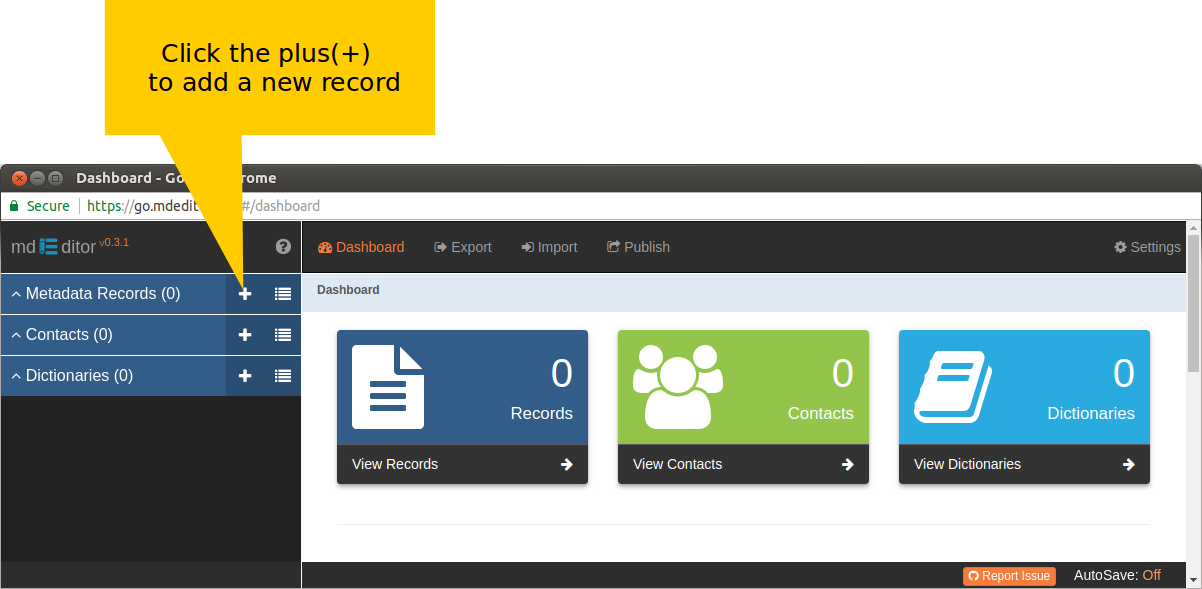 Click the plus(+)
to add a new record
Dashboard - Go rome
Secure https://go.mdedit #/dashboard
md ditor v0.3.1
Dashboard Export Import Publish Settings
Metadata Records (0)
Contacts (0)
Dictionaries (0)
Dashboard
0
Records
View Records
0
Contacts
View Contacts
0
Dictionaries
View Dictionaries
Report Issue AutoSave: Off